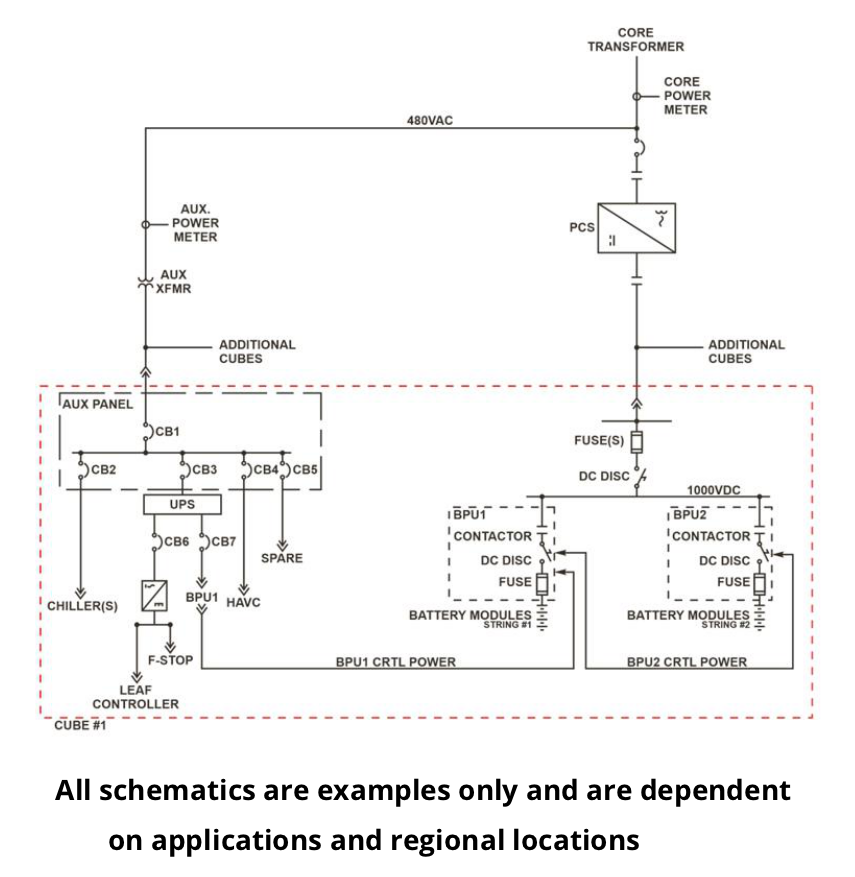 CORE
TRANSFORMER
CORE
POWER
METER
480VAC
AUX.
POWER
METER
PCS
AUX
XFMR
ADDITIONAL
CUBES
ADDITIONAL
CUBES
AUX PANEL
CB1
FUSE(S)
CB2
CB3
CB4
CB5
DC DISC
1000VDC
UPS
BPU1
BPU2
CONTACTOR
CONTACTOR
CB6
CB7
SPARE
DC DISC
DC DISC
FUSE
FUSE
CHILLER(S)
BPU1
HAVC
BATTERY MODULES
STRING #1
BATTERY MODULES
STRING #2
F-STOP
BPU1 CRTL POWER
BPU2 CRTL POWER
LEAF
CONTROLLER
CUBE #1
All schematics are examples only and are dependent
on applications and regional locations